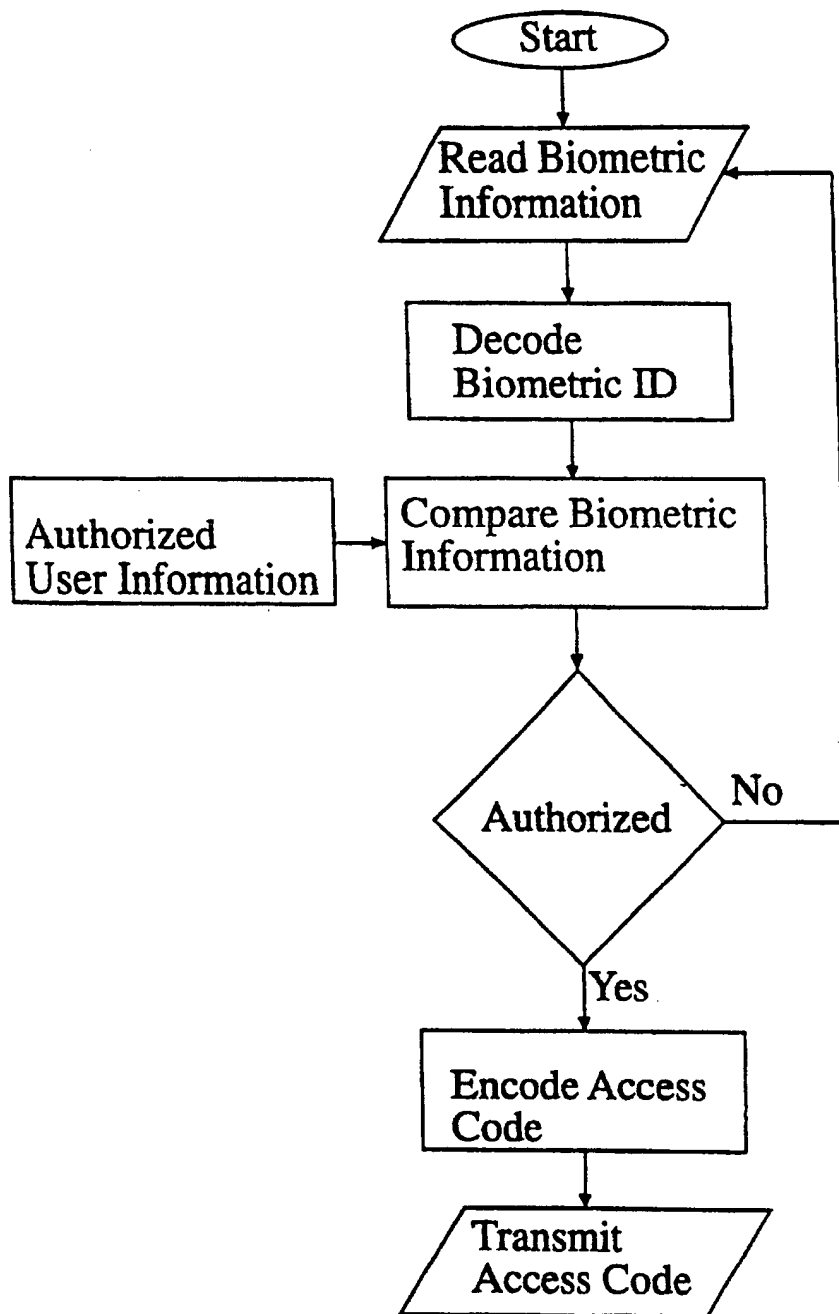 Start
Read Biometric
Information
Decode
Biometric ID
Authorized
User Information
Compare Biometric
Information
Authorized
No
Yes
Encode Access
Code
Transmit
Access Code